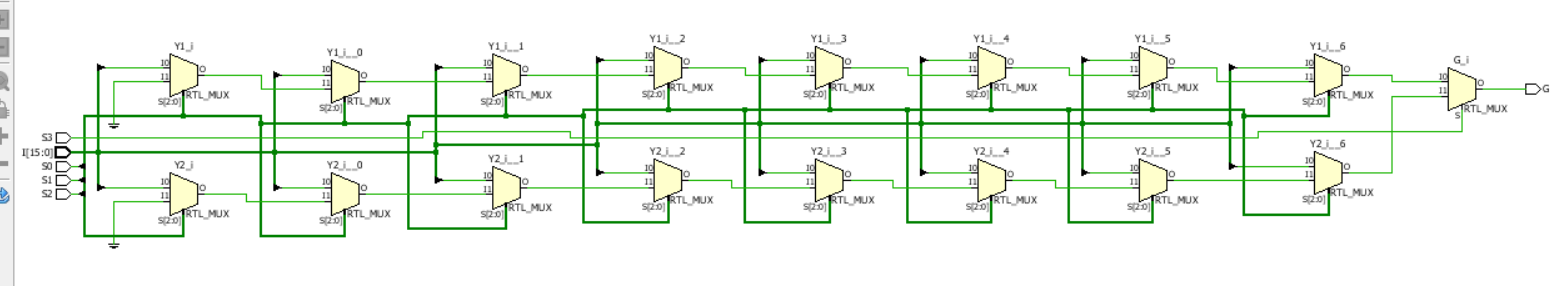 Y1_i
I0
I1
O
S[2:0]
RTL_MUX
Y1_i__0
I0
I1
O
S[2:0]
RTL_MUX
Y1_i__1
I0
I1
O
S[2:0]
RTL_MUX
Y1_i__2
I0
I1
O
S[2:0]
RTL_MUX
Y1_i__3
I0
I1
O
S[2:0]
RTL_MUX
Y1_i__4
I0
I1
O
S[2:0]
RTL_MUX
Y1_i__5
I0
I1
O
S[2:0]
RTL_MUX
Y1_i__6
I0
I1
O
S[2:0]
RTL_MUX
G_i
I0
I1
O
S
RTL_MUX
G
S3
I[15:0]
S0
S1
S2
Y2_i
I0
I1
O
S[2:0]
RTL_MUX
Y2_i__0
I0
I1
O
S[2:0]
RTL_MUX
Y2_i__1
I0
I1
O
S[2:0]
RTL_MUX
Y2_i__2
I0
I1
O
S[2:0]
RTL_MUX
Y2_i__3
I0
I1
O
S[2:0]
RTL_MUX
Y2_i__4
I0
I1
O
S[2:0]
RTL_MUX
Y2_i__5
I0
I1
O
S[2:0]
RTL_MUX
Y2_i__6
I0
I1
O
S[2:0]
RTL_MUX